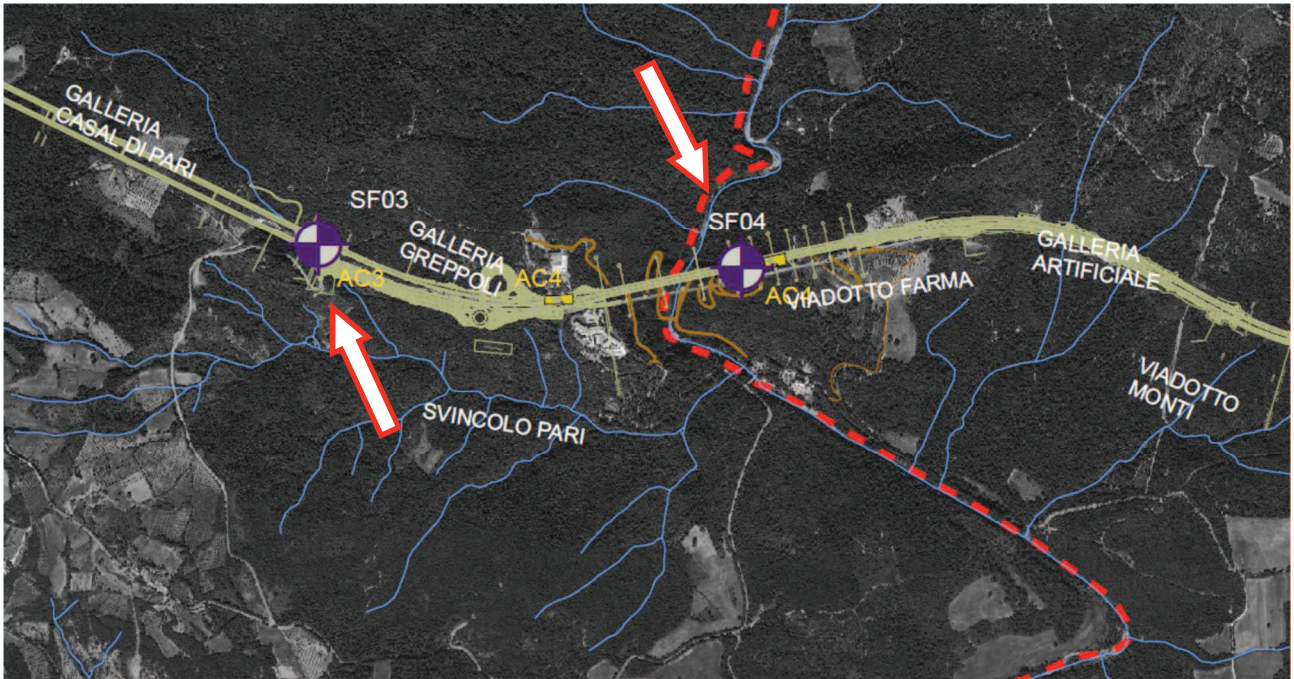 GALLERIA
CASAL DI PARI
SF03
GALLERIA
GREPPOLI
AC3
AC4
SF04
AC4
VIADOTTO FARMA
GALLERIA
ARTIFICIALE
VIADOTTO
MONTI
SVINCOLO PARI